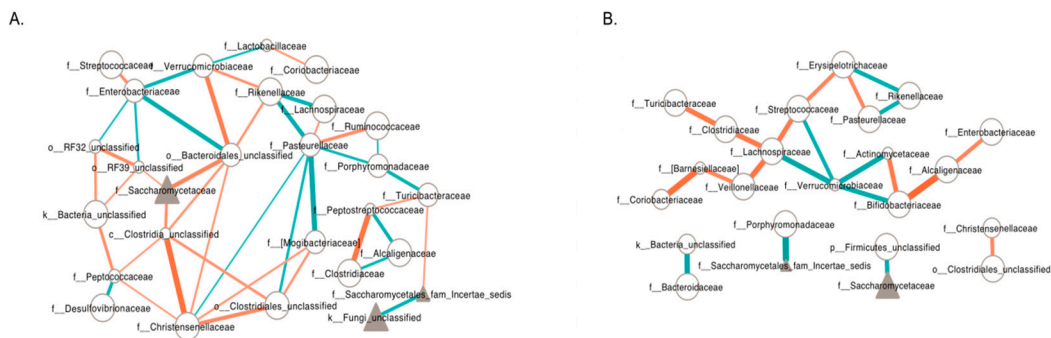 A.
f__Lactobacillaceae
f__Streptococcaceae
f__Verrucomicrobiaceae
f__Coriobacteriaceae
f__Enterobacteriaceae
f__Rikenellaceae
f__Lachnospiraceae
f__Ruminococcaceae
o__RF32_unclassified
f__Pasteurellaceae
o__Bacteroidales_unclassified
o__RF39_unclassified
f__Porphyromonadaceae
f__Saccharomycetaceae
f__Turicibacteraceae
k__Bacteria_unclassified
f__Peptostreptococcaceae
c__Clostridia_unclassified
f__[Mogibacteriaceae]
f__Alcaligenaceae
f__Peptococcaceae
f__Clostridiaceae
f__Saccharomycetales_fam_Incertae_sedis
f__Desulfovibrionaceae
o__Clostridiales_unclassified
k__Fungi_unclassified
f__Christensenellaceae
B.
f__Erysipelotrichaceae
f__Rikenellaceae
f__Turicibacteraceae
f__Streptococcaceae
f__Pasteurellaceae
f__Clostridiaceae
f__Enterobacteriaceae
f__Lachnospiraceae
f__Actinomycetaceae
f__[Barnesiellaceae]
f__Alcaligenaceae
f__Veillonellaceae
f__Verrucomicrobiaceae
f__Coriobacteriaceae
f__Bifidobacteriaceae
f__Porphyromonadaceae
f__Christensenellaceae
k__Bacteria_unclassified
p__Firmicutes_unclassified
f__Saccharomycetales_fam_Incertae_sedis
o__Clostridiales_unclassified
f__Bacteroidaceae
f__Saccharomycetaceae